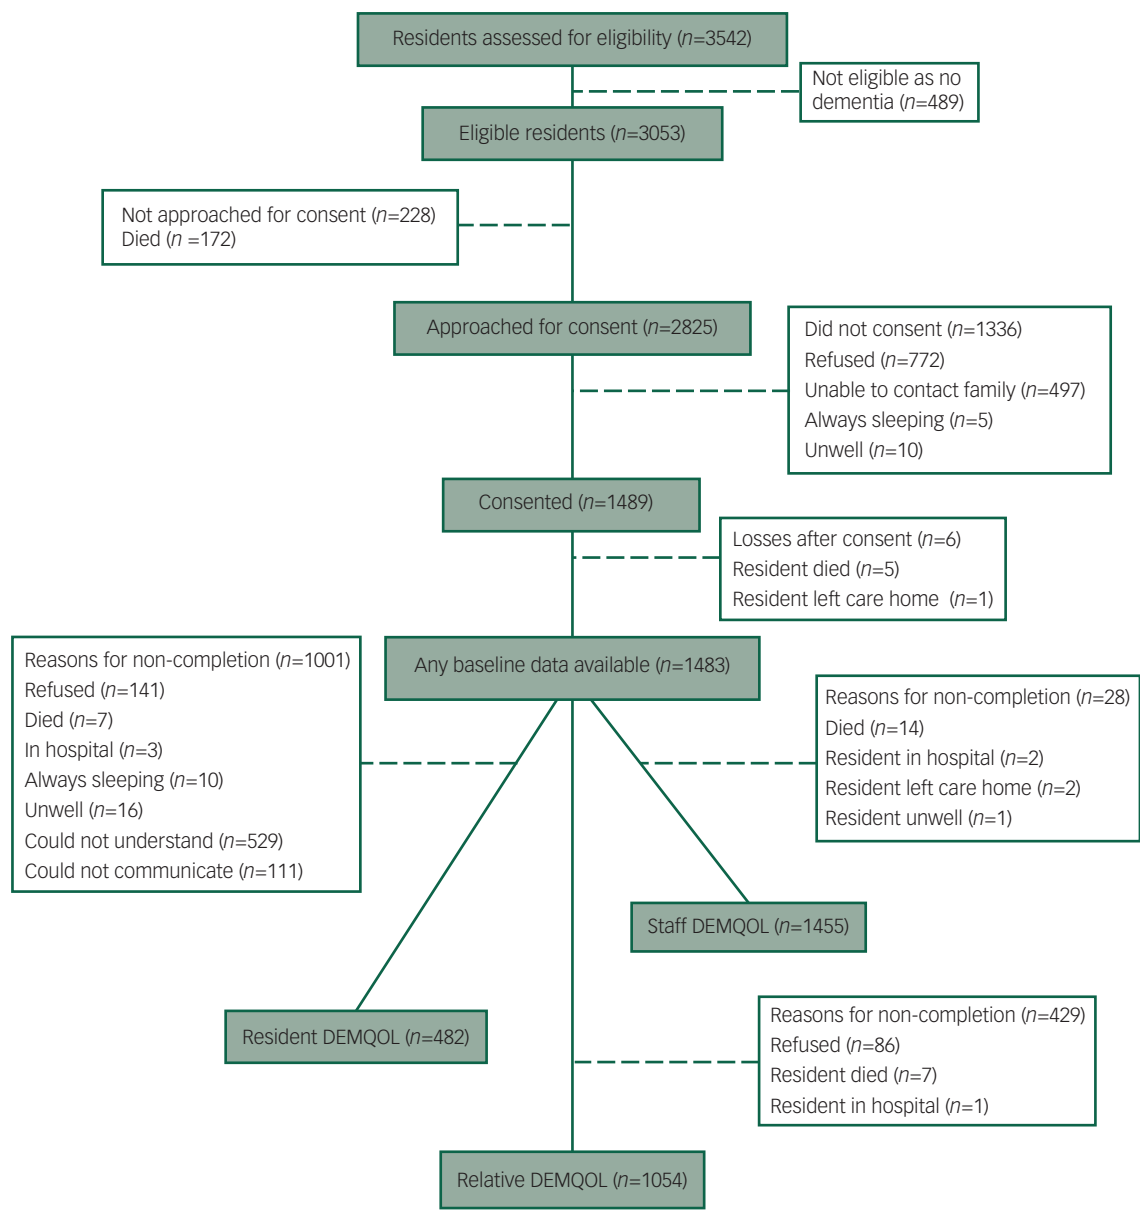 Residents assessed for eligibility (n=3542)
Not eligible as no
dementia (n=489)
Eligible residents (n=3053)
Not approached for consent (n=228)
Died (n =172)
Approached for consent (n=2825)
Did not consent (n=1336)
Refused (n=772)
Unable to contact family (n=497)
Always sleeping (n=5)
Unwell (n=10)
Consented (n=1489)
Losses after consent (n=6)
Resident died (n=5)
Resident left care home (n=1)
Any baseline data available (n=1483)
Reasons for non-completion (n=1001)
Refused (n=141)
Died (n=7)
In hospital (n=3)
Always sleeping (n=10)
Unwell (n=16)
Could not understand (n=529)
Could not communicate (n=111)
Reasons for non-completion (n=28)
Died (n=14)
Resident in hospital (n=2)
Resident left care home (n=2)
Resident unwell (n=1)
Staff DEMQOL (n=1455)
Resident DEMQOL (n=482)
Reasons for non-completion (n=429)
Refused (n=86)
Resident died (n=7)
Resident in hospital (n=1)
Relative DEMQOL (n=1054)